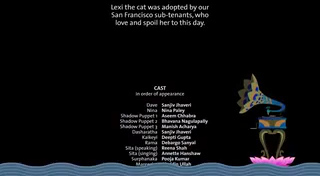 Lexi the cat was adopted by our
San Francisco sub-tenants, who
love and spoil her to this day.
CAST
in order of appearance
Dave Sanjiv Jhaveri
Nina Nina Paley
Shadow Puppet 1 Aseem Chhabra
Shadow Puppet 2 Bhavana Nagulapally
Shadow Puppet 3 Manish Acharya
Dasharatha Sanjiv Jhaveri
Kaikeyi Deepti Gupta
Rama Debargo Sanyal
Sita (speaking) Reena Shah
Sita (singing) Annette Hanshaw
Surphanaka Pooja Kumar